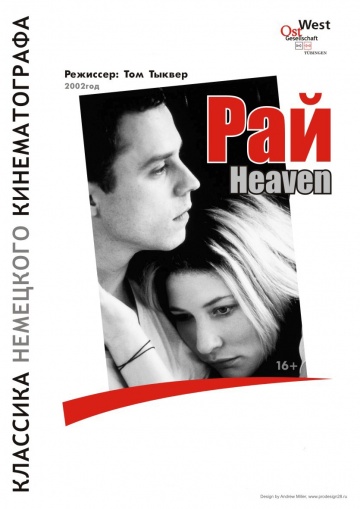 West
Ost
Gesellschaft
TÜBINGEN
Режиссер: Том Тыквер
2002год
Рай
Heaven
16+
КЛАССИКА НЕМЕЦКОГО КИНЕМАТОГРАФА
Design by Andrew Miller. www.prodesign28.ru